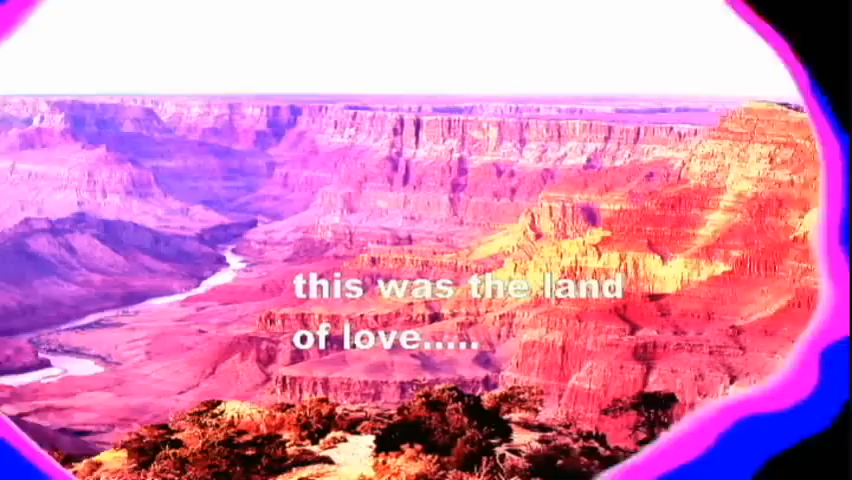 this was the land
of love.....